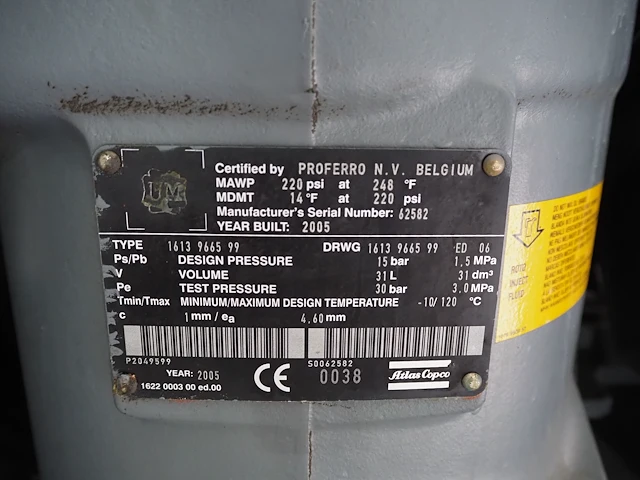 UM
Certified by PROFERRO N.V. BELGIUM
MAWP 220 psi at 248 °F
MDMT 14 °F at 220 psi
Manufacturer's Serial Number: 62582
YEAR BUILT: 2005
TYPE 1613 9665 99 DRWG 1613 9665 99 ED 06
Ps/Pb DESIGN PRESSURE 15 bar 1.5 MPa
V VOLUME 31 L 31 dm³
Pe TEST PRESSURE 30 bar 3.0 MPa
Tmin/Tmax MINIMUM/MAXIMUM DESIGN TEMPERATURE -10/120 °C
c 1 mm / ea 4.60 mm
P2049599 S0062582
YEAR: 2005 CE 0038 Atlas Copco
1622 0003 00 ed.00
ROTO
INJECT
FLUID